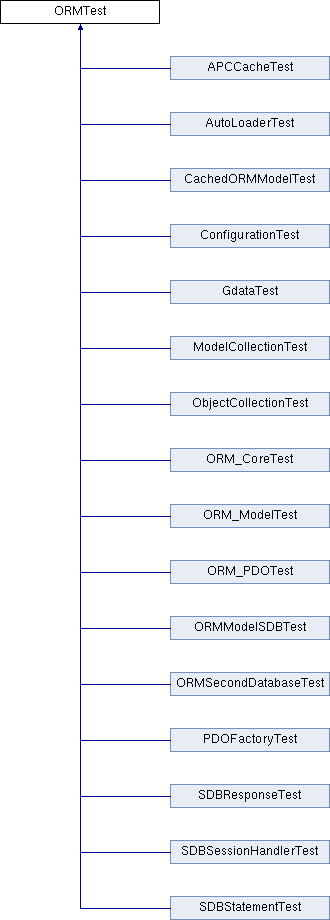 ORMTest
APCCacheTest
AutoLoaderTest
CachedORMModelTest
ConfigurationTest
GdataTest
ModelCollectionTest
ObjectCollectionTest
ORM_CoreTest
ORM_ModelTest
ORM_PDOTest
ORMModelSDBTest
ORMSecondDatabaseTest
PDOFactoryTest
SDBResponseTest
SDBSessionHandlerTest
SDBStatementTest